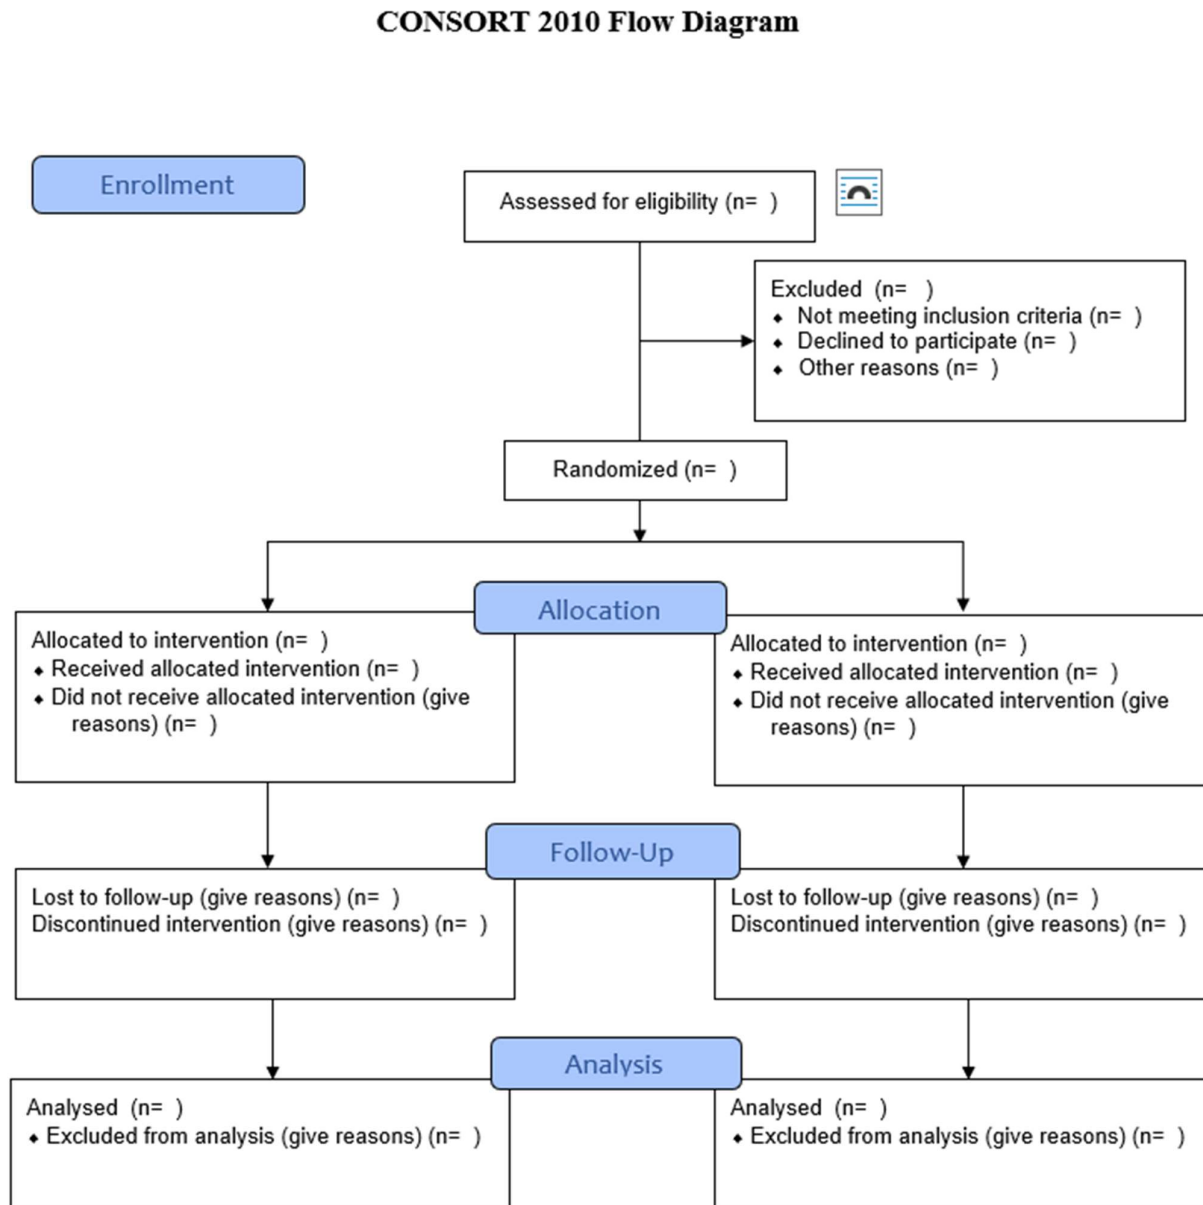 CONSORT 2010 Flow Diagram
Enrollment
Assessed for eligibility (n=  )
Excluded  (n=   )
⬥ Not meeting inclusion criteria (n=  )
⬥ Declined to participate (n=  )
⬥ Other reasons (n=  )
Randomized (n=  )
Allocation
Allocated to intervention (n=  )
⬥ Received allocated intervention (n=  )
⬥ Did not receive allocated intervention (give
reasons) (n=  )
Allocated to intervention (n=  )
⬥ Received allocated intervention (n=  )
⬥ Did not receive allocated intervention (give
reasons) (n=  )
Follow-Up
Lost to follow-up (give reasons) (n=  )
Discontinued intervention (give reasons) (n=  )
Lost to follow-up (give reasons) (n=  )
Discontinued intervention (give reasons) (n=  )
Analysis
Analysed  (n=  )
⬥ Excluded from analysis (give reasons) (n=  )
Analysed  (n=  )
⬥ Excluded from analysis (give reasons) (n=  )